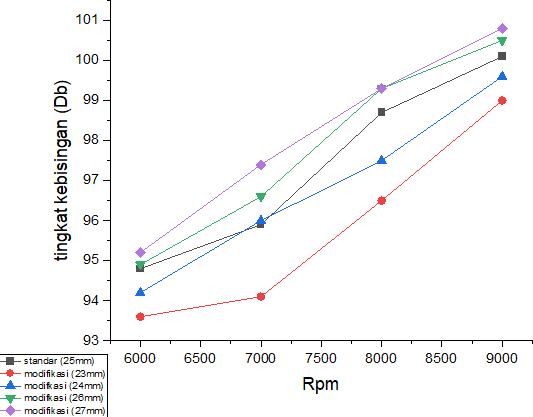 101
100
99
98
97
96
95
94
93
tingkat kebisingan (Db)
6000 6500 7000 7500 8000 8500 9000
Rpm
standar (25mm)
modifikasi (23mm)
modifkasi (24mm)
modifkasi (26mm)
modifkasi (27mm)